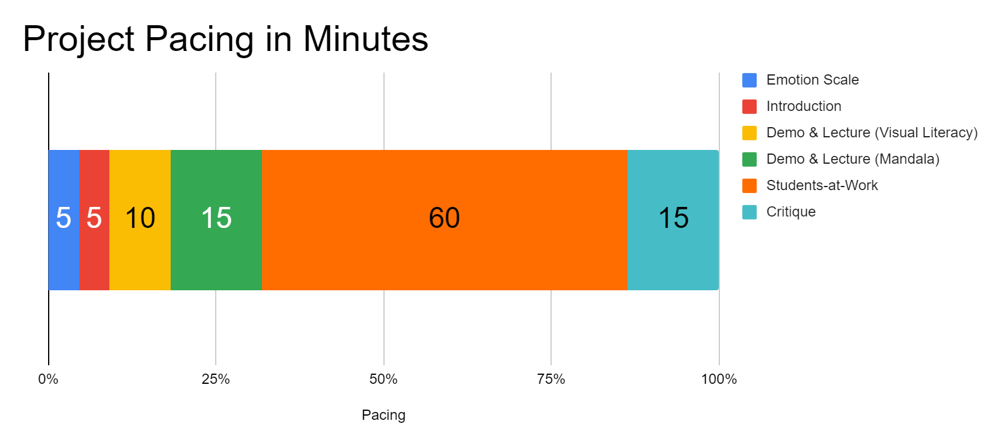 Project Pacing in Minutes
Emotion Scale
Introduction
Demo & Lecture (Visual Literacy)
Demo & Lecture (Mandala)
Students-at-Work
Critique
5 5 10 15 60 15
0% 25% 50% 75% 100%
Pacing